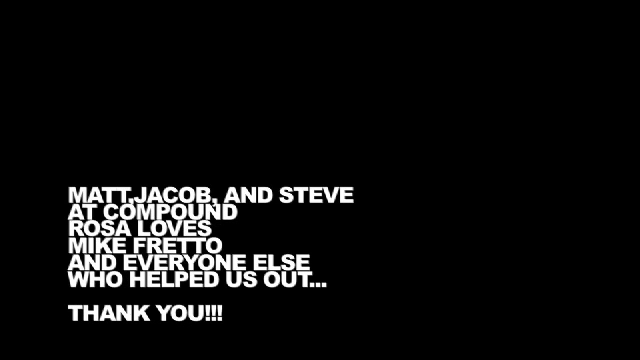 MATT,JACOB, AND STEVE
AT COMPOUND
ROSA LOVES
MIKE FRETTO
AND EVERYONE ELSE
WHO HELPED US OUT...
THANK YOU!!!